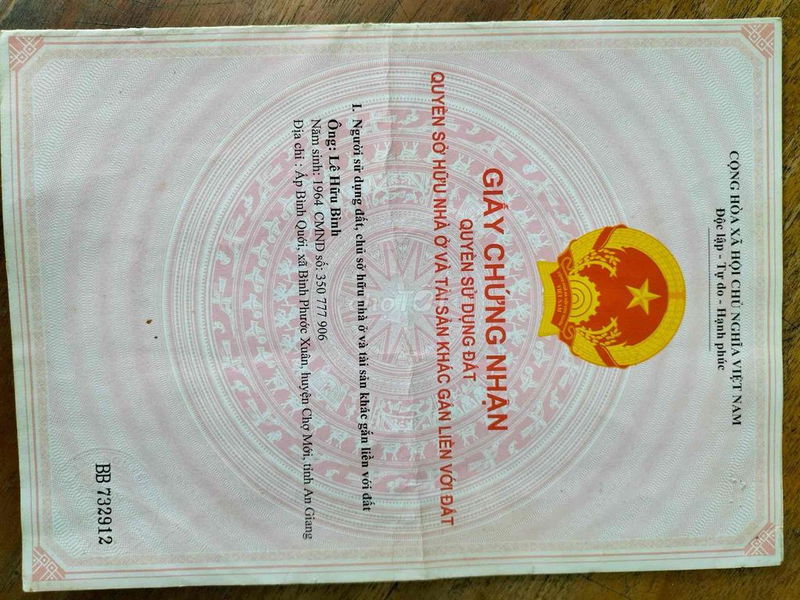 CỘNG HÒA XÃ HỘI CHỦ NGHĨA VIỆT NAM
Độc lập - Tự do - Hạnh phúc
VIỆT NAM
GIẤY CHỨNG NHẬN
QUYỀN SỬ DỤNG ĐẤT
QUYỀN SỞ HỮU NHÀ Ở VÀ TÀI SẢN KHÁC GẮN LIỀN VỚI ĐẤT
I. Người sử dụng đất, chủ sở hữu nhà ở và tài sản khác gắn liền với đất
Ông: Lê Hữu Bình
Năm sinh: 1964 CMND số: 350 777 906
Địa chỉ : Ấp Bình Quới, xã Bình Phước Xuân, huyện Chợ Mới, tỉnh An Giang
BB 732912